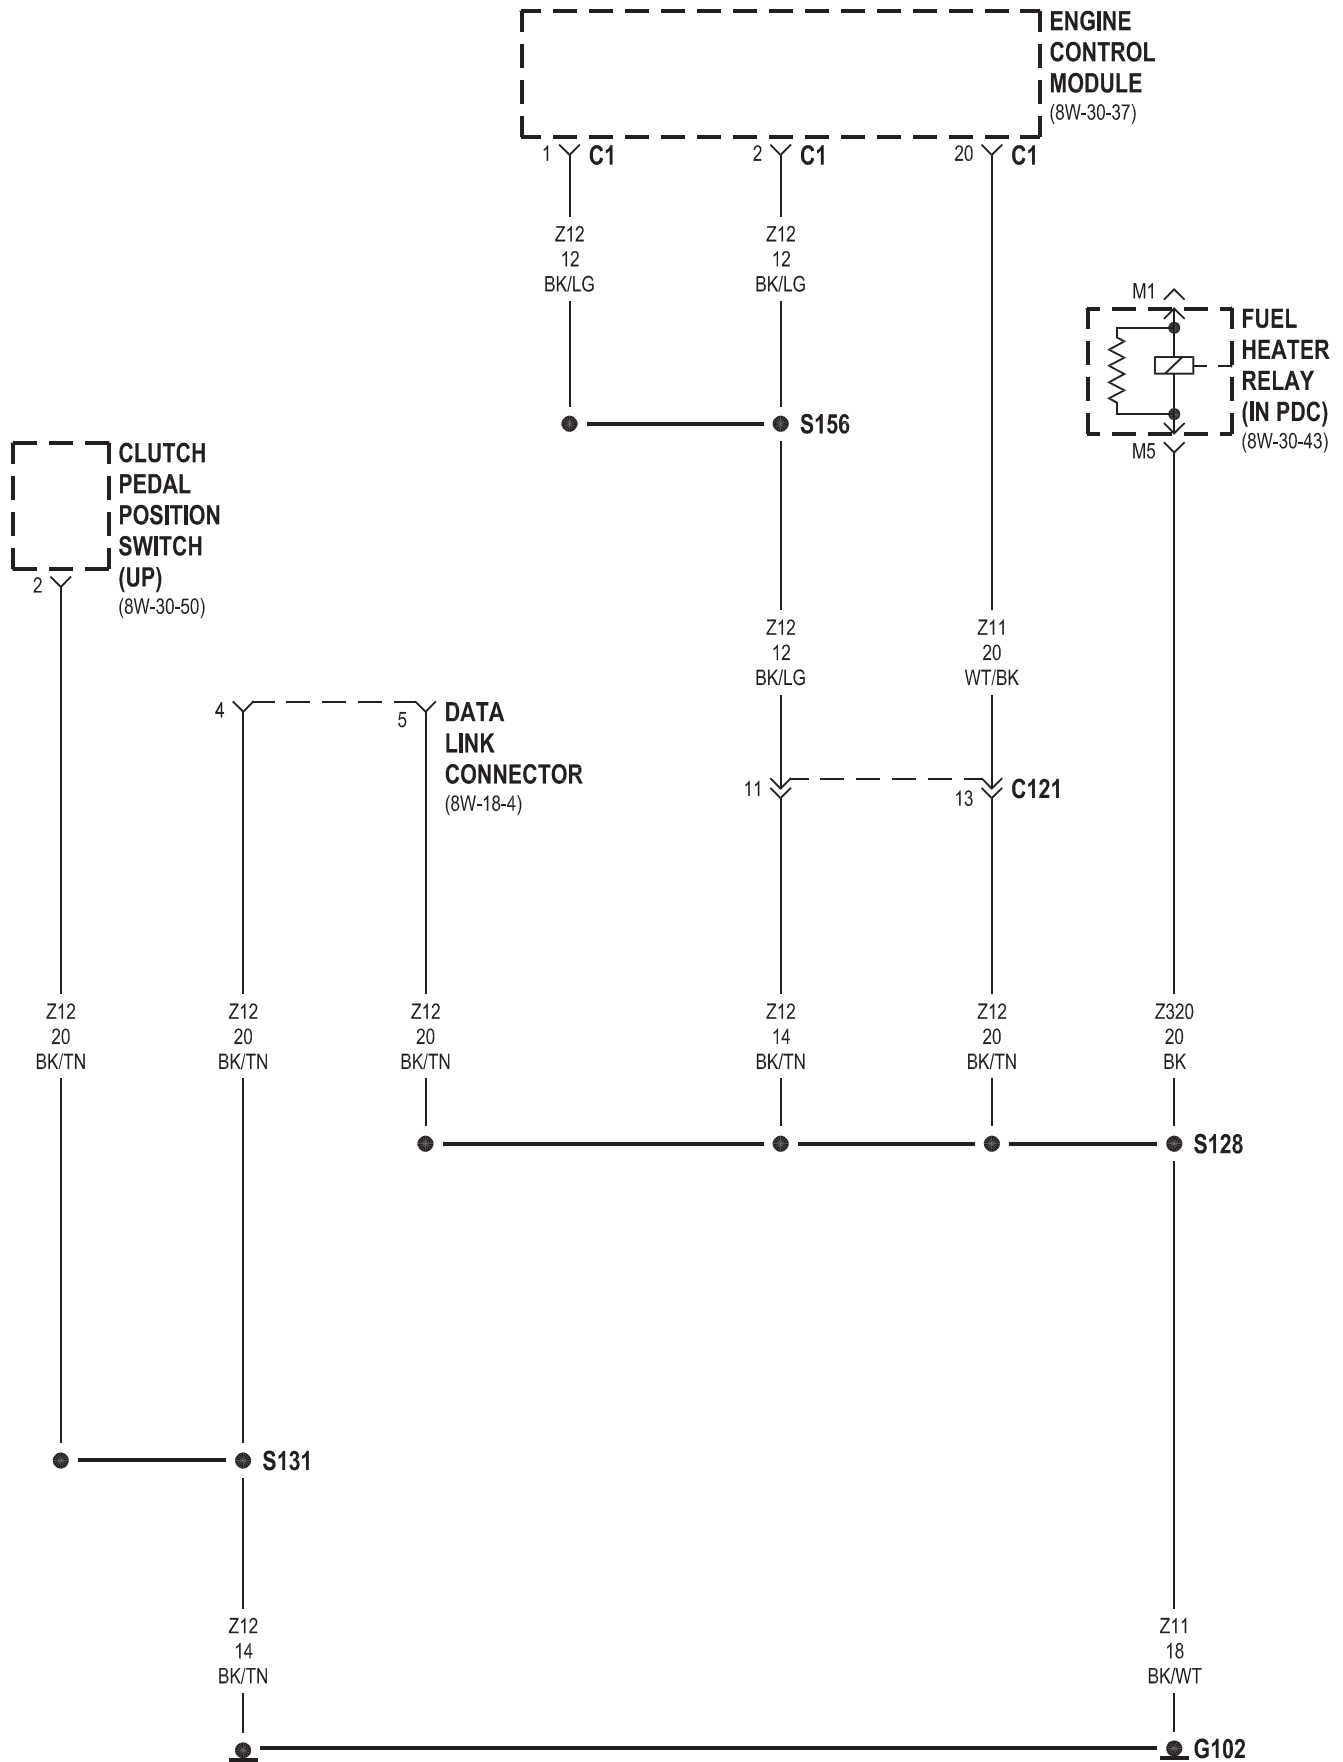 ENGINE
CONTROL
MODULE
(8W-30-37)
1 C1
2 C1
20 C1
Z12
12
BK/LG
Z12
12
BK/LG
M1
FUEL
HEATER
RELAY
(IN PDC)
(8W-30-43)
M5
S156
CLUTCH
PEDAL
POSITION
SWITCH
(UP)
(8W-30-50)
2
Z12
12
BK/LG
Z11
20
WT/BK
4
5
DATA
LINK
CONNECTOR
(8W-18-4)
11
13
C121
Z12
20
BK/TN
Z12
20
BK/TN
Z12
20
BK/TN
Z12
14
BK/TN
Z12
20
BK/TN
Z320
20
BK
S128
S131
Z12
14
BK/TN
Z11
18
BK/WT
G102